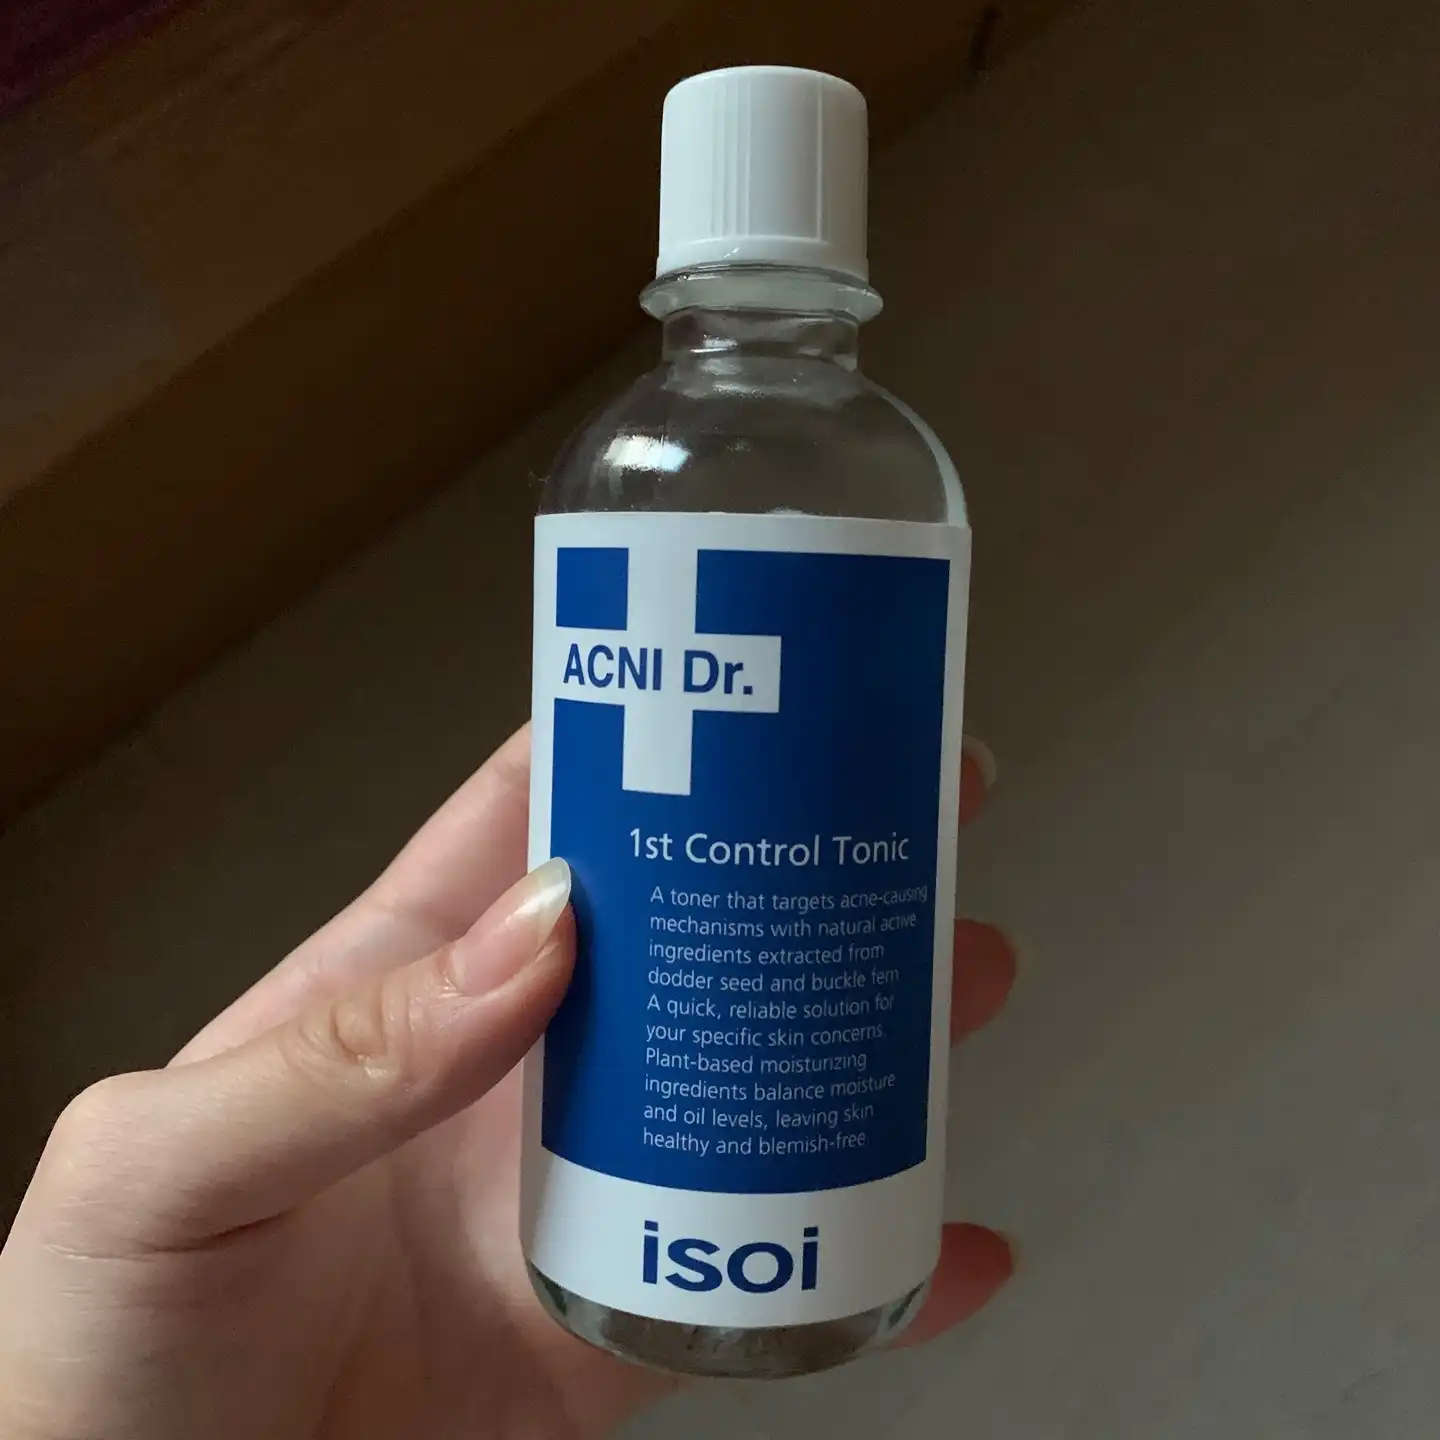 ACNI Dr.
1st Control Tonic
A toner that targets acne-causing
mechanisms with natural active
ingredients extracted from
dodder seed and buckle fern
A quick, reliable solution for
your specific skin concerns.
Plant-based moisturizing
ingredients balance moisture
and oil levels, leaving skin
healthy and blemish-free
isoi